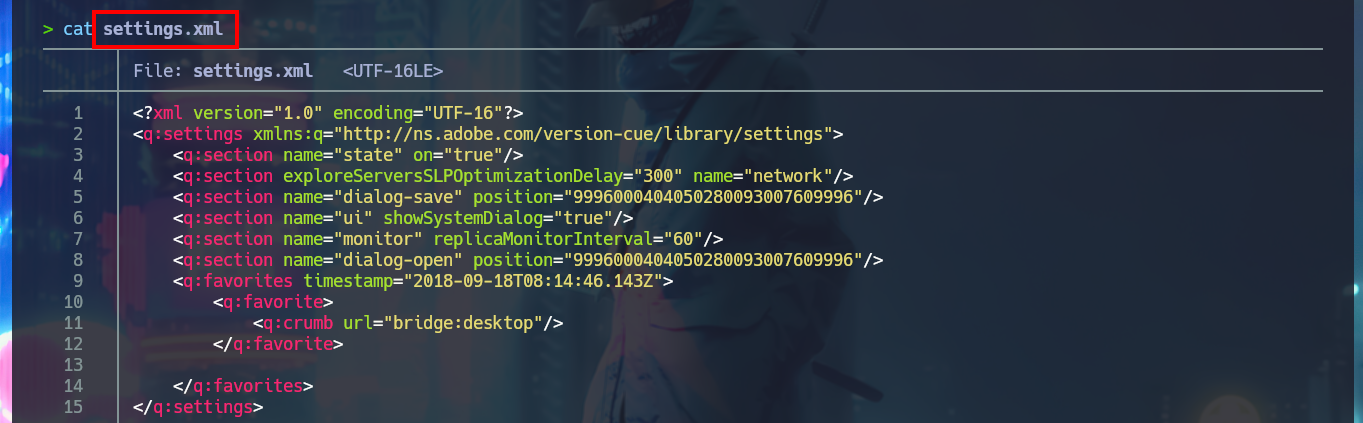 > cat settings.xml
File: settings.xml   <UTF-16LE>
1 <?xml version="1.0" encoding="UTF-16"?>
2 <q:settings xmlns:q="http://ns.adobe.com/version-cue/library/settings">
3     <q:section name="state" on="true"/>
4     <q:section exploreServersSLPOptimizationDelay="300" name="network"/>
5     <q:section name="dialog-save" position="99960004040502800930076099​96"/>
6     <q:section name="ui" showSystemDialog="true"/>
7     <q:section name="monitor" replicaMonitorInterval="60"/>
8     <q:section name="dialog-open" position="9996000404050280093007609996"/>
9     <q:favorites timestamp="2018-09-18T08:14:46.143Z">
10         <q:favorite>
11             <q:crumb url="bridge:desktop"/>
12         </q:favorite>
13
14     </q:favorites>
15 </q:settings>